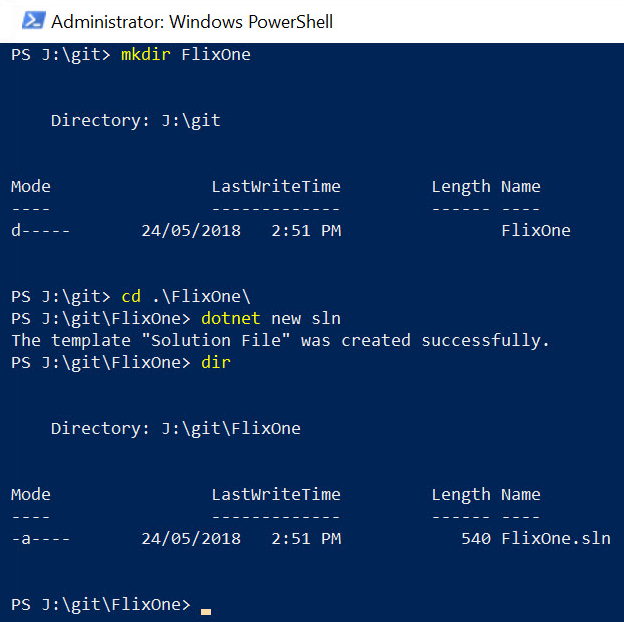 Administrator: Windows PowerShell
PS J:\git> mkdir FlixOne
Directory: J:\git
Mode LastWriteTime Length Name
---- ------------- ------ ----
d----- 24/05/2018 2:51 PM FlixOne
PS J:\git> cd .\FlixOne\
PS J:\git\FlixOne> dotnet new sln
The template "Solution File" was created successfully.
PS J:\git\FlixOne> dir
Directory: J:\git\FlixOne
Mode LastWriteTime Length Name
---- ------------- ------ ----
-a---- 24/05/2018 2:51 PM 540 FlixOne.sln
PS J:\git\FlixOne>